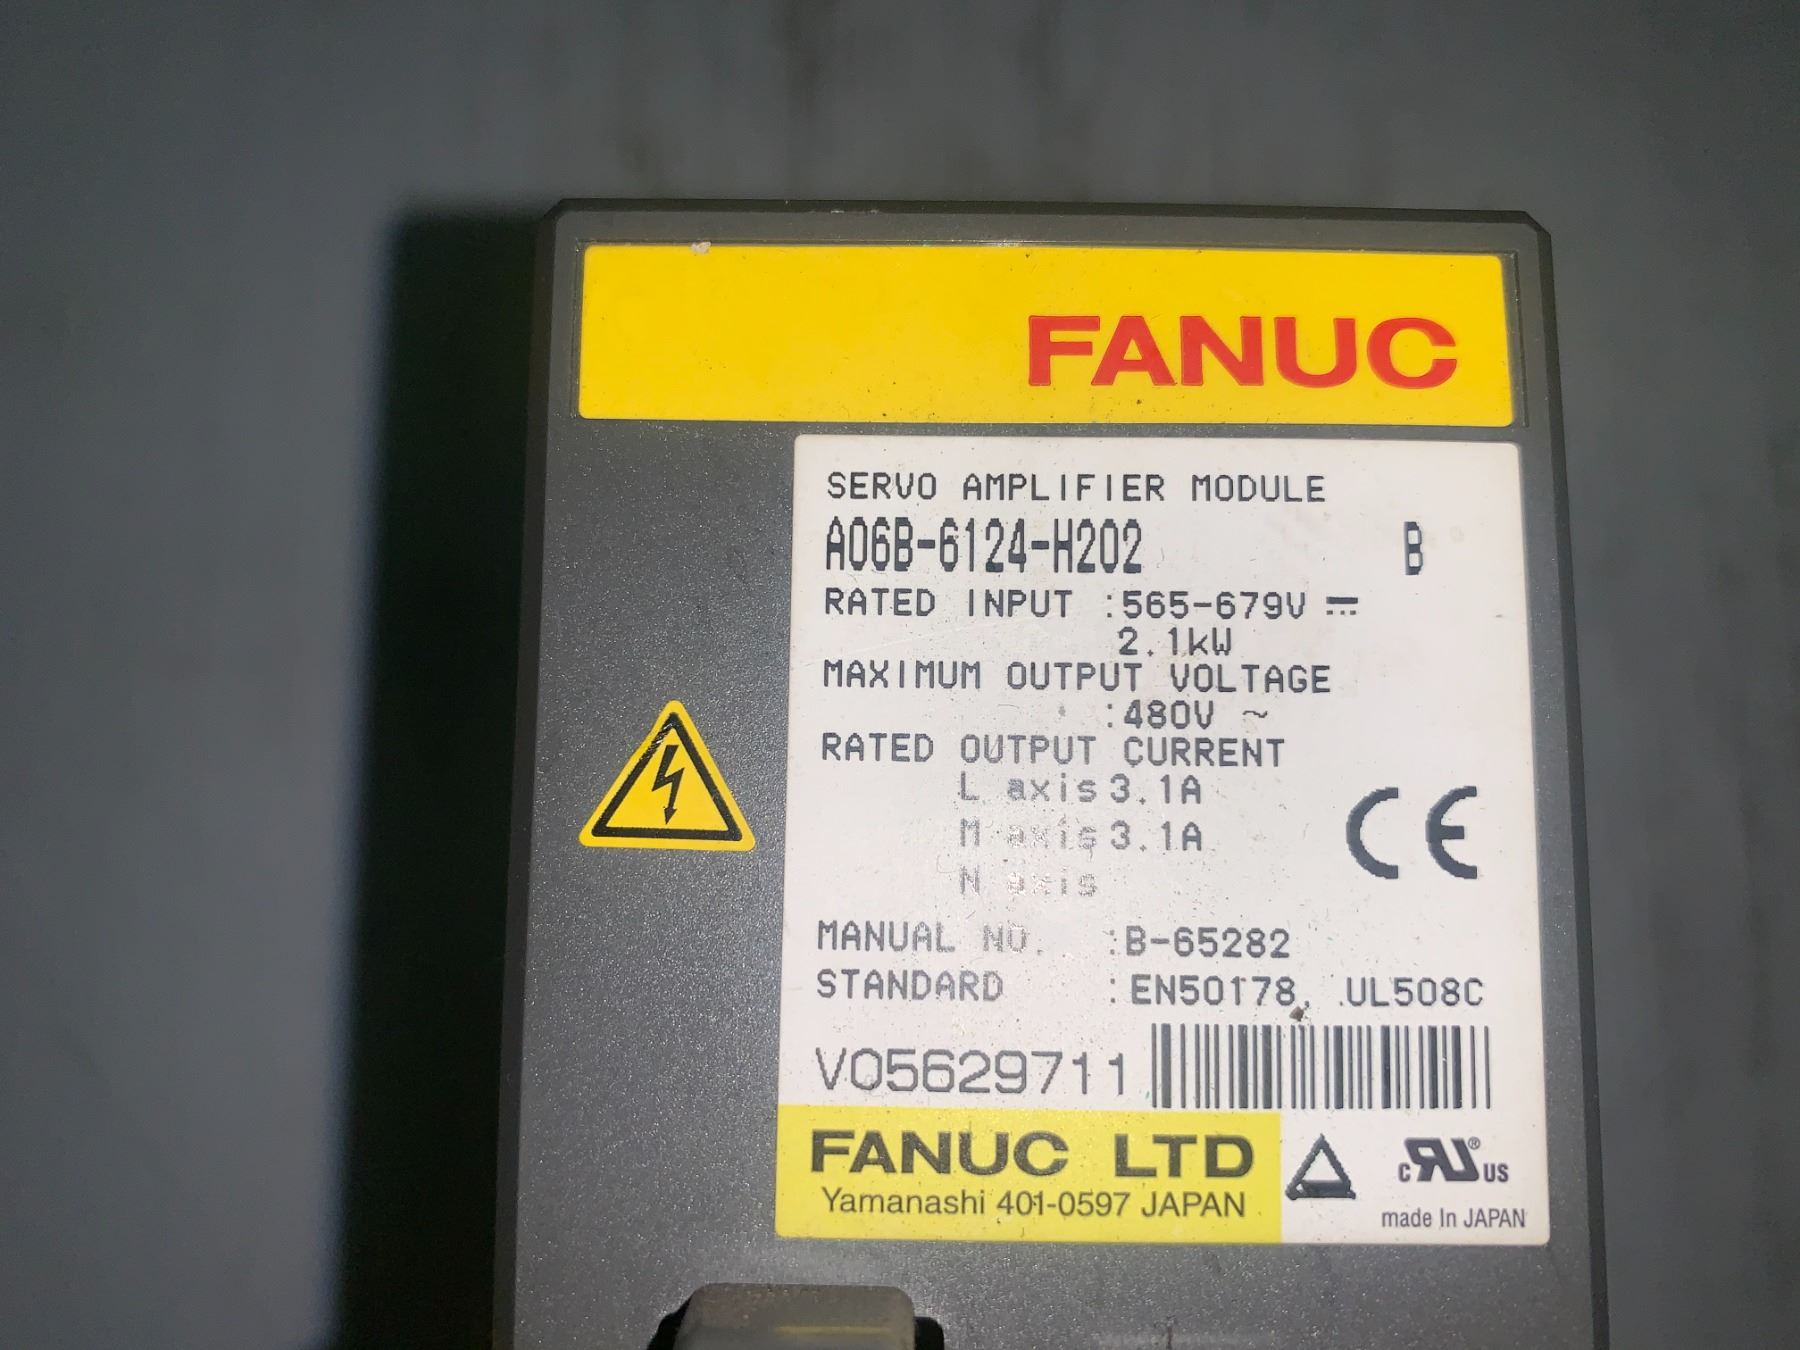 FANUC
SERVO AMPLIFIER MODULE
A06B-6124-H202 B
RATED INPUT :565-679V ⎓
2.1kW
MAXIMUM OUTPUT VOLTAGE
:480V ~
RATED OUTPUT CURRENT
L axis 3.1A
M axis 3.1A
N axis
CE
MANUAL NO. :B-65282
STANDARD :EN50178, UL508C
V05629711
FANUC LTD
Yamanashi 401-0597 JAPAN
c RU® US
made In JAPAN